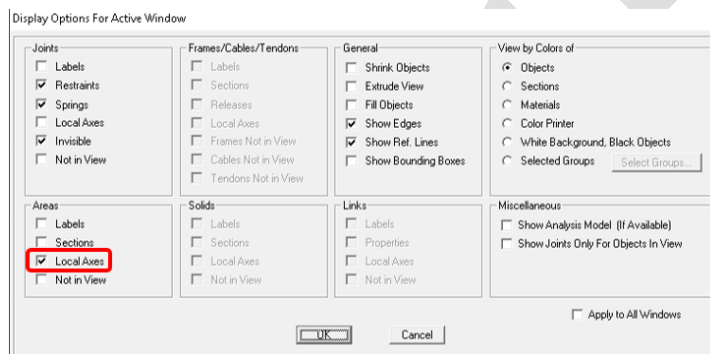 Display Options For Active Window
Joints
Labels
Restraints
Springs
Local Axes
Invisible
Not in View
Frames/Cables/Tendons
Labels
Sections
Releases
Local Axes
Frames Not in View
Cables Not in View
Tendons Not in View
General
Shrink Objects
Extrude View
Fill Objects
Show Edges
Show Ref. Lines
Show Bounding Boxes
View by Colors of
Objects
Sections
Materials
Color Printer
White Background, Black Objects
Selected Groups Select Groups...
Areas
Labels
Sections
Local Axes
Not in View
Solids
Labels
Sections
Local Axes
Not in View
Links
Labels
Properties
Local Axes
Not in View
Miscellaneous
Show Analysis Model (If Available)
Show Joints Only For Objects In View
Apply to All Windows
OK Cancel